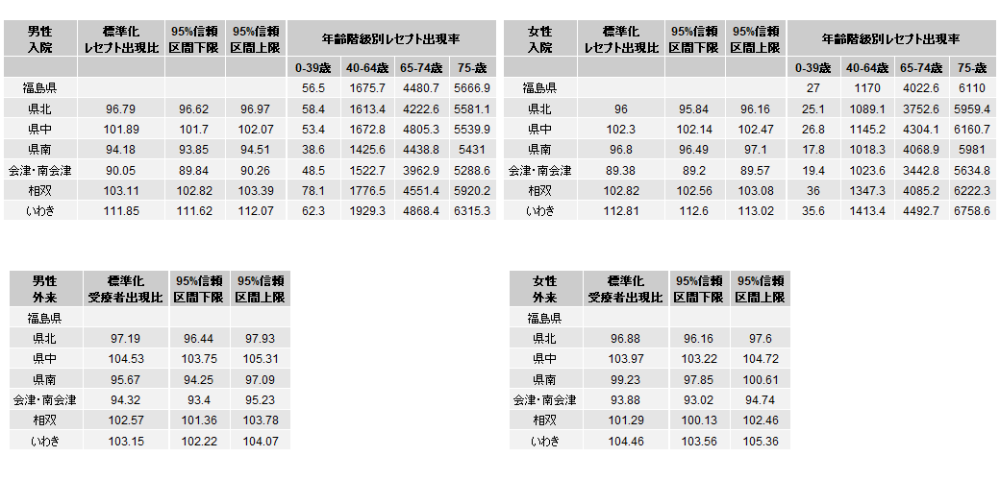 男性 標準化 95%信頼 95%信頼 年齢階級別レセプト出現率
入院 レセプト出現比 区間下限 区間上限
0-39歳 40-64歳 65-74歳 75-歳
福島県 56.5 1675.7 4480.7 5666.9
県北 96.79 96.62 96.97 58.4 1613.4 4222.6 5581.1
県中 101.89 101.7 102.07 53.4 1672.8 4805.3 5539.9
県南 94.18 93.85 94.51 38.6 1425.6 4438.8 5431
会津・南会津 90.05 89.84 90.26 48.5 1522.7 3962.9 5288.6
相双 103.11 102.82 103.39 78.1 1776.5 4551.4 5920.2
いわき 111.85 111.62 112.07 62.3 1929.3 4868.4 6315.3
女性 標準化 95%信頼 95%信頼 年齢階級別レセプト出現率
入院 レセプト出現比 区間下限 区間上限
0-39歳 40-64歳 65-74歳 75-歳
福島県 27 1170 4022.6 6110
県北 96 95.84 96.16 25.1 1089.1 3752.6 5959.4
県中 102.3 102.14 102.47 26.8 1145.2 4304.1 6160.7
県南 96.8 96.49 97.1 17.8 1018.3 4068.9 5981
会津・南会津 89.38 89.2 89.57 19.4 1023.6 3442.8 5634.8
相双 102.82 102.56 103.08 36 1347.3 4085.2 6222.3
いわき 112.81 112.6 113.02 35.6 1413.4 4492.7 6758.6
男性 標準化 95%信頼 95%信頼
外来 受療者出現比 区間下限 区間上限
福島県
県北 97.19 96.44 97.93
県中 104.53 103.75 105.31
県南 95.67 94.25 97.09
会津・南会津 94.32 93.4 95.23
相双 102.57 101.36 103.78
いわき 103.15 102.22 104.07
女性 標準化 95%信頼 95%信頼
外来 受療者出現比 区間下限 区間上限
福島県
県北 96.88 96.16 97.6
県中 103.97 103.22 104.72
県南 99.23 97.85 100.61
会津・南会津 93.88 93.02 94.74
相双 101.29 100.13 102.46
いわき 104.46 103.56 105.36